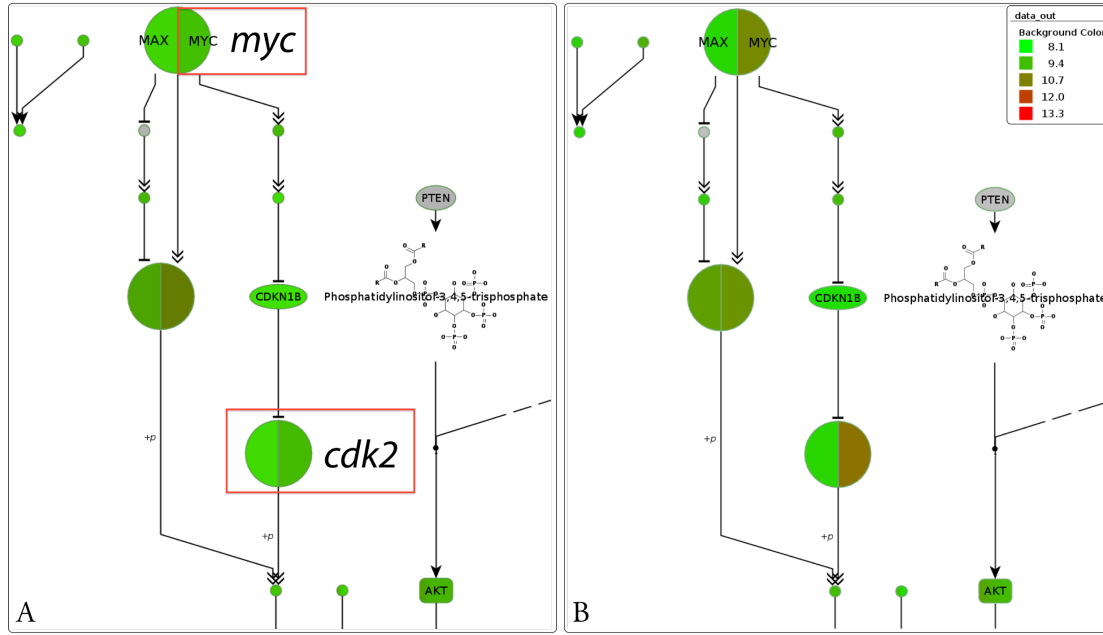 MAX MYC myc
PTEN
O R
O
O
R O
CDKN1B
Phosphatidylinositol-3,4,5-trisphosphate
+p
cdk2
+p
AKT
A
data_out
Background Color
8.1
9.4
10.7
12.0
13.3
MAX MYC
PTEN
O R
O
O
R O
CDKN1B
Phosphatidylinositol-3,4,5-trisphosphate
+p
+p
AKT
B